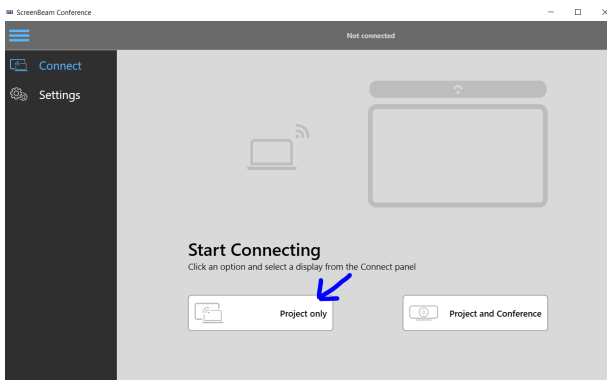 ScreenBeam Conference
Not connected
Connect
Settings
Start Connecting
Click an option and select a display from the Connect panel
Project only
Project and Conference